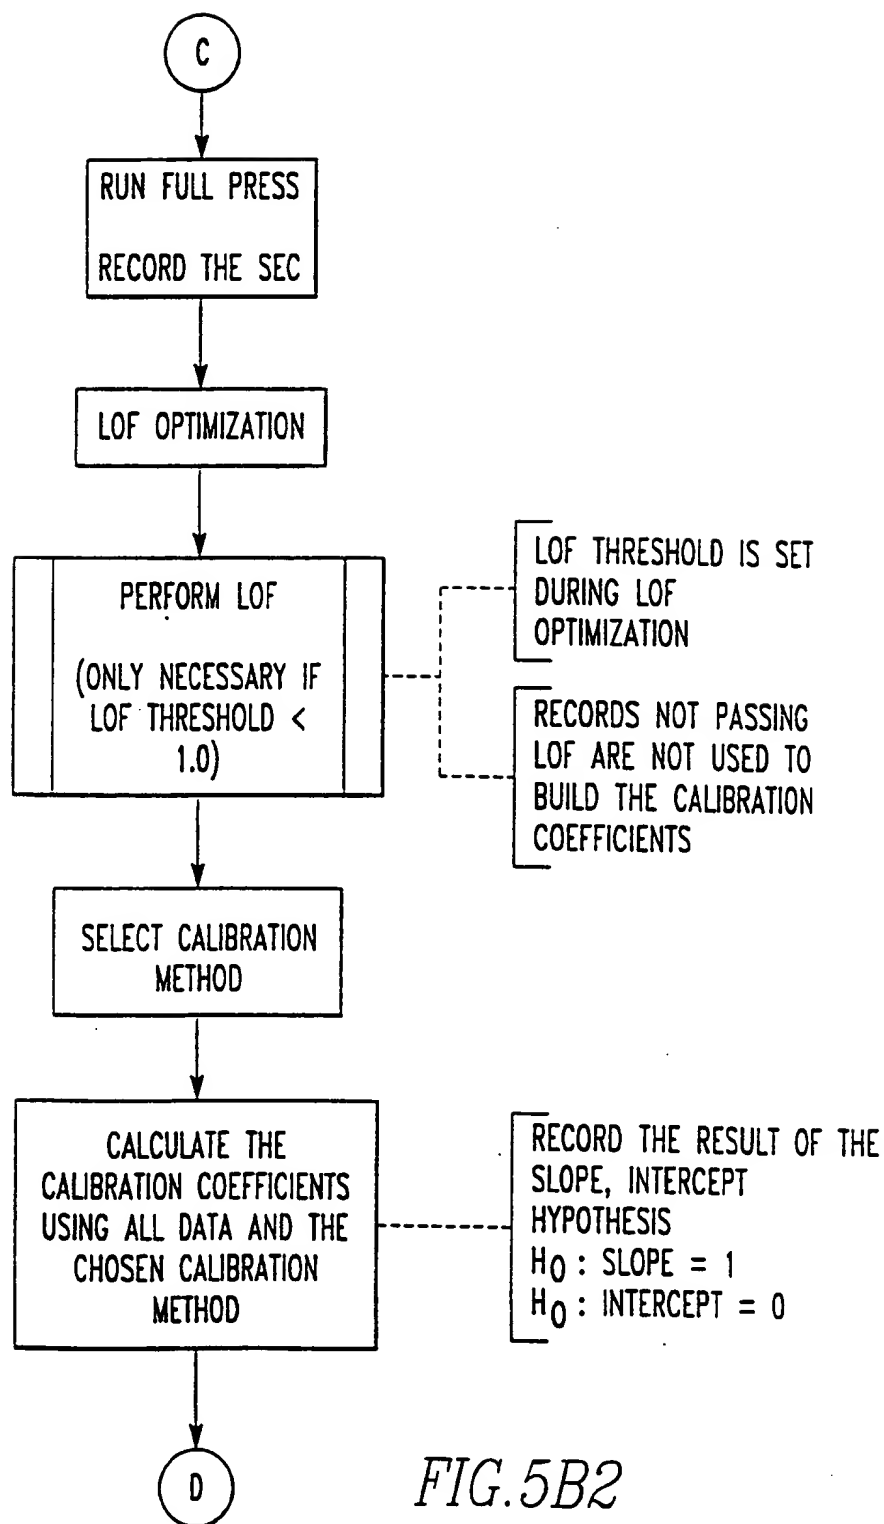 C
RUN FULL PRESS
RECORD THE SEC
LOF OPTIMIZATION
PERFORM LOF
(ONLY NECESSARY IF
LOF THRESHOLD <
1.0)
LOF THRESHOLD IS SET
DURING LOF
OPTIMIZATION
RECORDS NOT PASSING
LOF ARE NOT USED TO
BUILD THE CALIBRATION
COEFFICIENTS
SELECT CALIBRATION
METHOD
CALCULATE THE
CALIBRATION COEFFICIENTS
USING ALL DATA AND THE
CHOSEN CALIBRATION
METHOD
RECORD THE RESULT OF THE
SLOPE, INTERCEPT
HYPOTHESIS
H0 : SLOPE = 1
H0 : INTERCEPT = 0
D
FIG.5B2